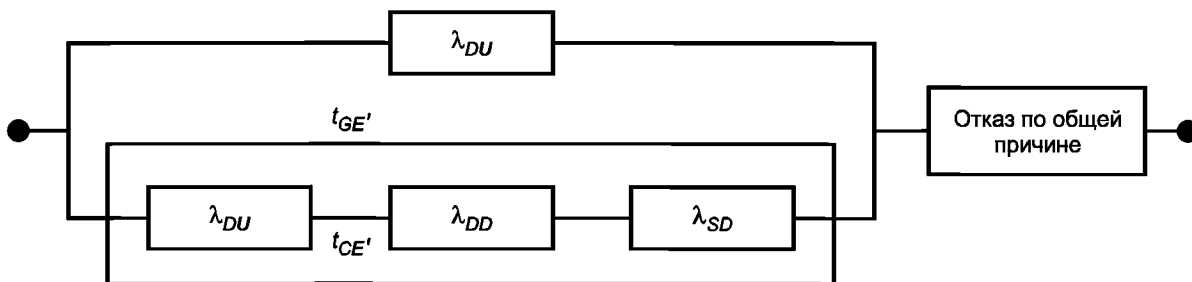 λDU
tGE'
Отказ по общей
причине
λDU
λDD
λSD
tCE'